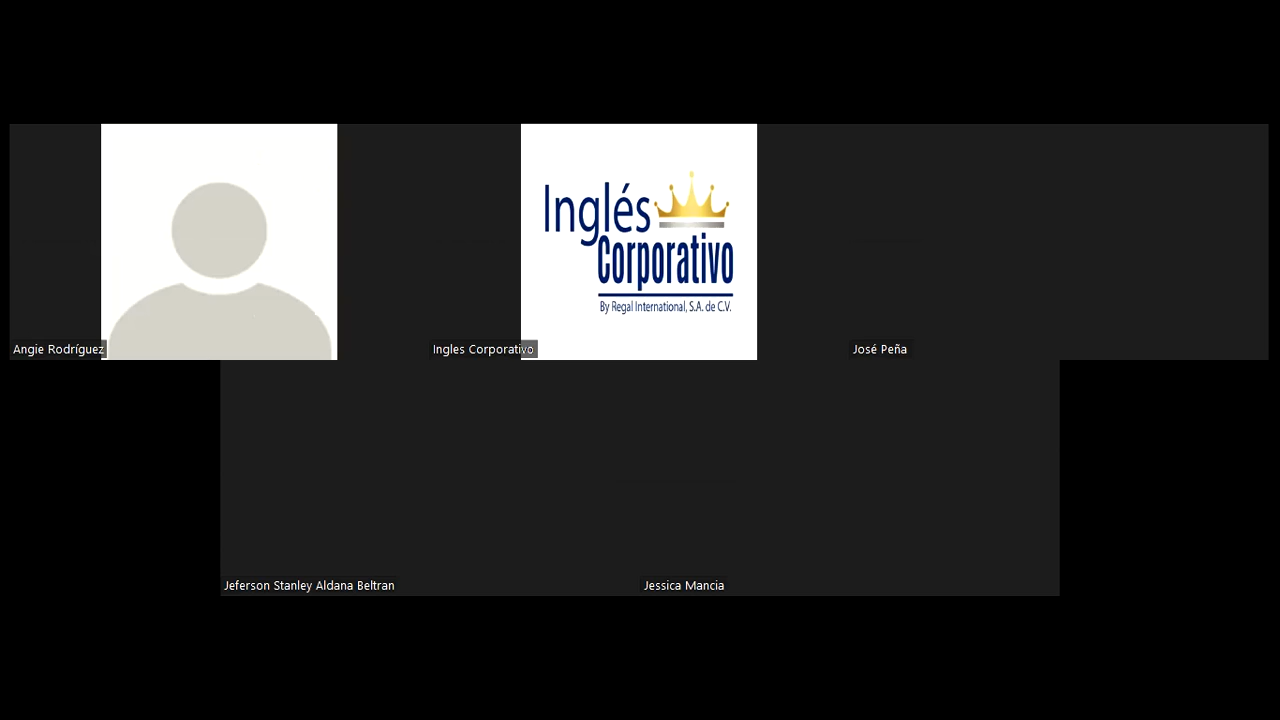 Inglés
Corporativo
By Regal International, S.A. de C.V.
Angie Rodríguez
Ingles Corporativo
José Peña
Jeferson Stanley Aldana Beltran
Jessica Mancia